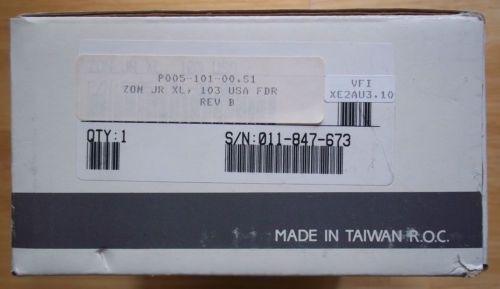 P005-101-00.S1
ZON JR XL, 103 USA FDR
REV B
VFI
XE2AU3.10
QTY:1
S/N:011-847-673
MADE IN TAIWAN R.O.C.